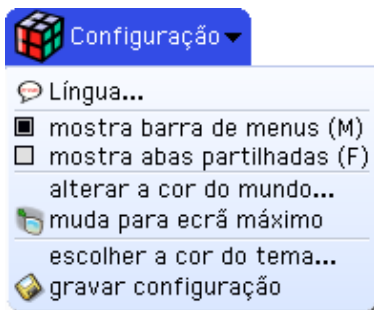 Configuração
Língua...
mostra barra de menus (M)
mostra abas partilhadas (F)
alterar a cor do mundo...
muda para ecrã máximo
escolher a cor do tema...
gravar configuração